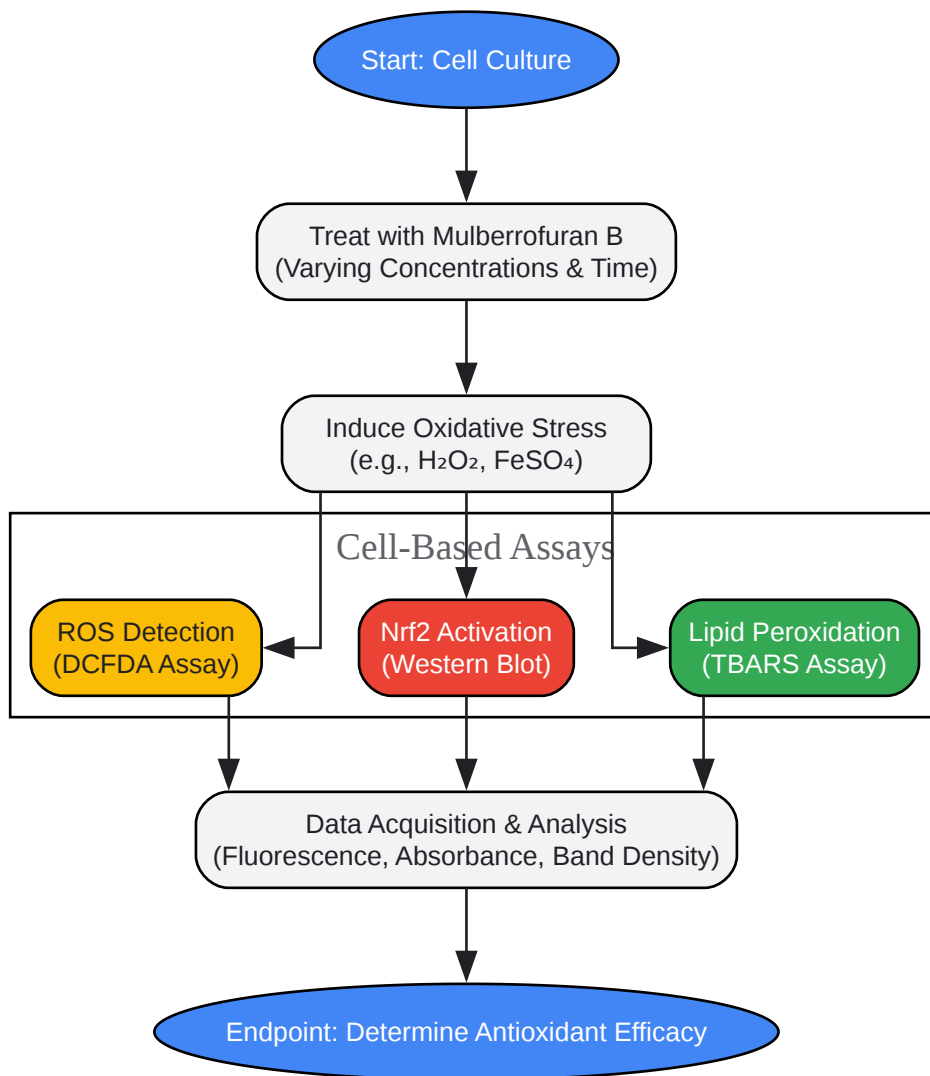 Start: Cell Culture
Treat with Mulberrofuran B
(Varying Concentrations & Time)
Induce Oxidative Stress
(e.g., H₂O₂, FeSO₄)
Cell-Based Assays
ROS Detection
(DCFDA Assay)
Nrf2 Activation
(Western Blot)
Lipid Peroxidation
(TBARS Assay)
Data Acquisition & Analysis
(Fluorescence, Absorbance, Band Density)
Endpoint: Determine Antioxidant Efficacy